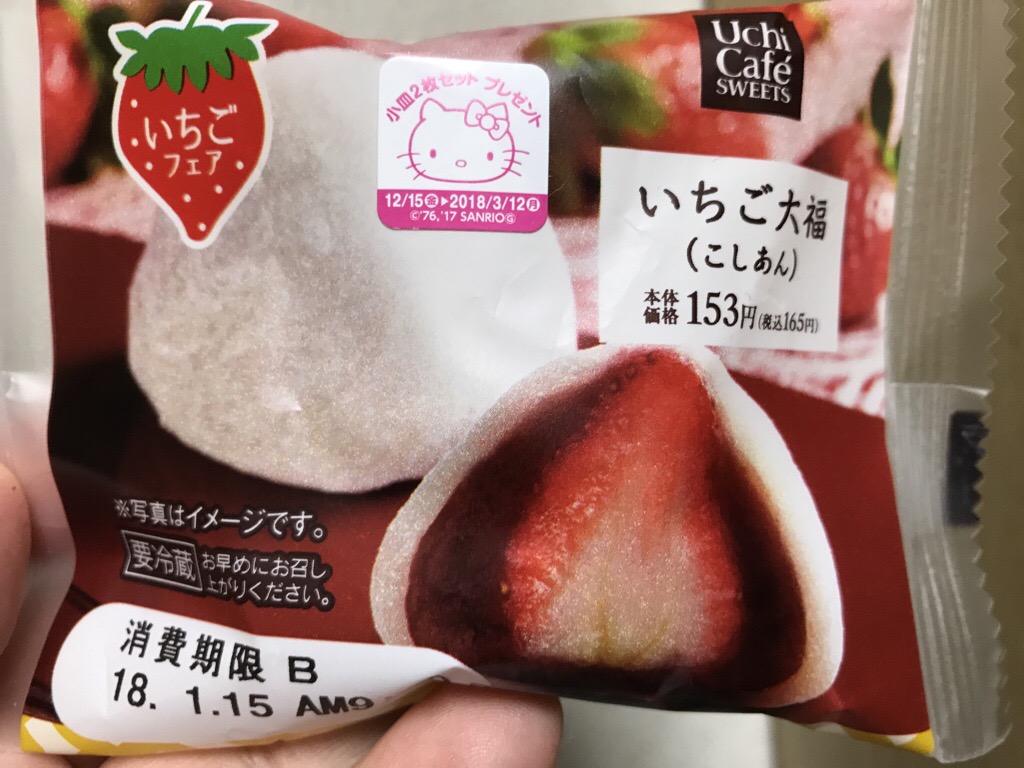 いちご
フェア
小皿2枚セット プレゼント
12/15金▶2018/3/12月
©'76,'17 SANRIO Ⓖ
Uchi
Café
SWEETS
いちご大福
(こしあん)
本体価格 153円(税込165円)
※写真はイメージです。
要冷蔵 お早めにお召し
上がりください。
消費期限 B
18. 1.15 AM9